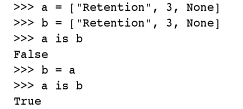 >>> a = ["Retention", 3, None]
>>> b = ["Retention", 3, None]
>>> a is b
False
>>> b = a
>>> a is b
True